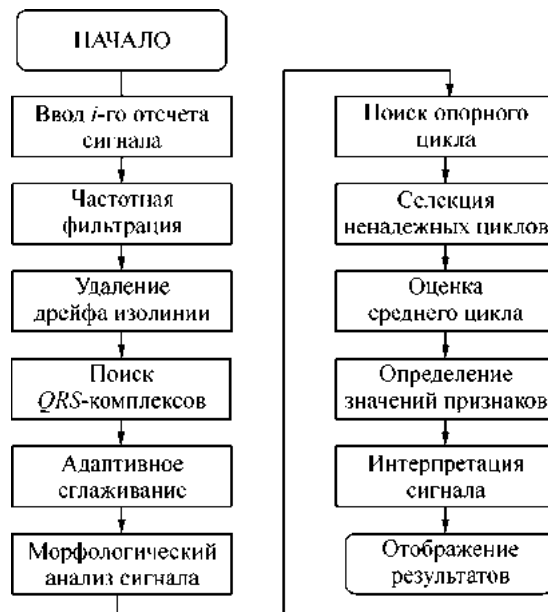 НАЧАЛО
Ввод i-го отсчета
сигнала
Частотная
фильтрация
Удаление
дрейфа изолинии
Поиск
QRS-комплексов
Адаптивное
сглаживание
Морфологический
анализ сигнала
Поиск опорного
цикла
Селекция
ненадежных циклов
Оценка
среднего цикла
Определение
значений признаков
Интерпретация
сигнала
Отображение
результатов